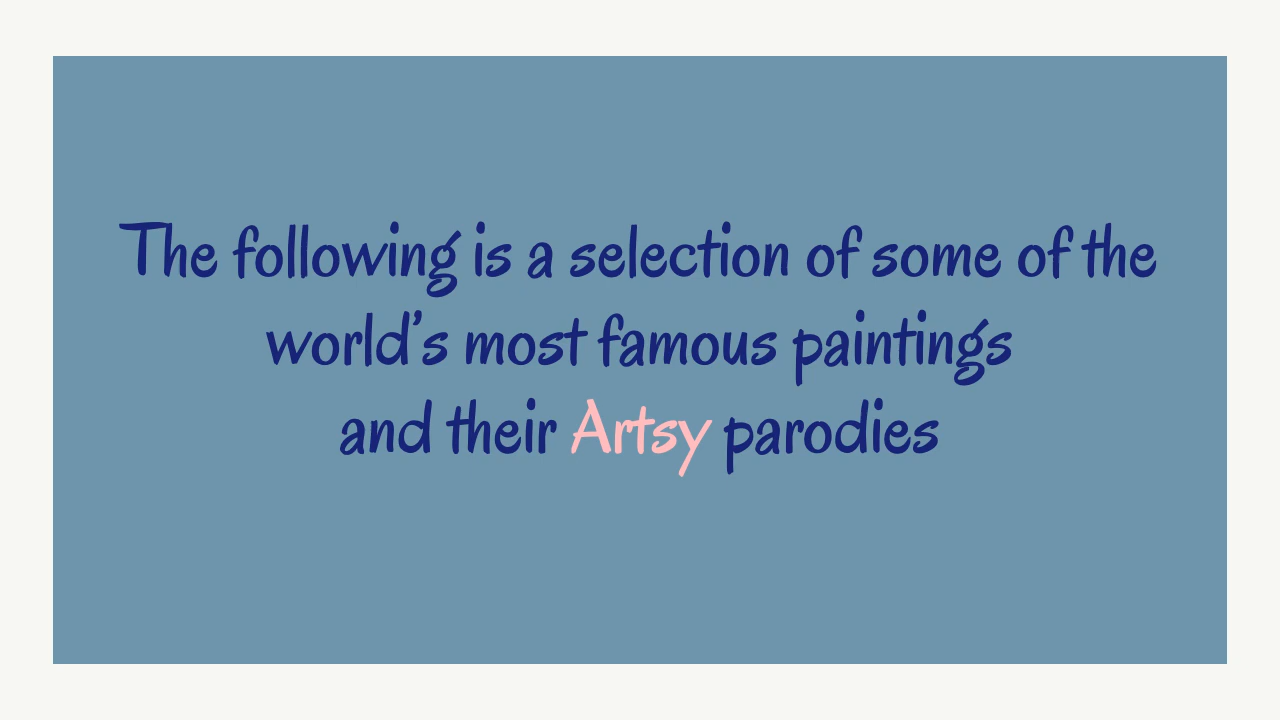 The following is a selection of some of the
world’s most famous paintings
and their Artsy parodies